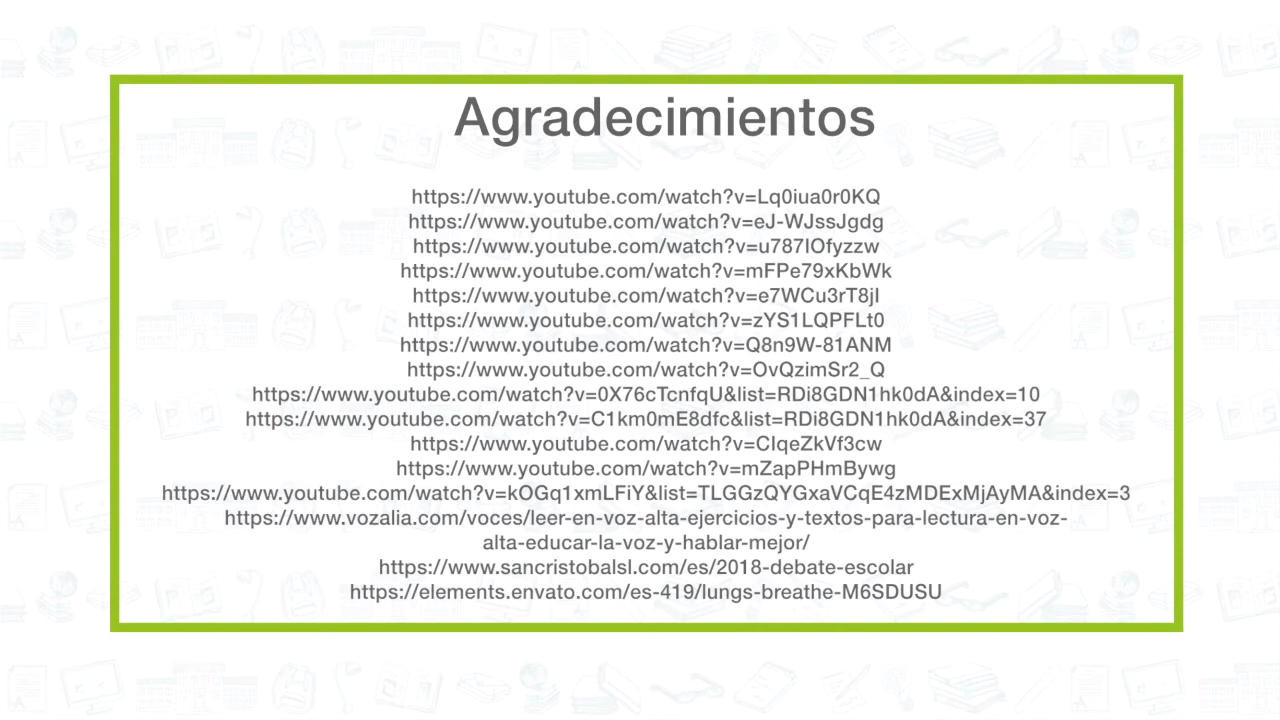 Agradecimientos
https://www.youtube.com/watch?v=Lq0iua0r0KQ
https://www.youtube.com/watch?v=eJ-WJssJgdg
https://www.youtube.com/watch?v=u787IOfyzzw
https://www.youtube.com/watch?v=mFPe79xKbWk
https://www.youtube.com/watch?v=e7WCu3rT8jI
https://www.youtube.com/watch?v=zYS1LQPFLt0
https://www.youtube.com/watch?v=Q8n9W-81ANM
https://www.youtube.com/watch?v=OvQzimSr2_Q
https://www.youtube.com/watch?v=0X76cTcnfqU&list=RDi8GDN1hk0dA&index=10
https://www.youtube.com/watch?v=C1km0mE8dfc&list=RDi8GDN1hk0dA&index=37
https://www.youtube.com/watch?v=CIqeZkVf3cw
https://www.youtube.com/watch?v=mZapPHmBywg
https://www.youtube.com/watch?v=kOGq1xmLFiY&list=TLGGzQYGxaVCqE4zMDExMjAyMA&index=3
https://www.vozalia.com/voces/leer-en-voz-alta-ejercicios-y-textos-para-lectura-en-voz-
alta-educar-la-voz-y-hablar-mejor/
https://www.sancristobalsl.com/es/2018-debate-escolar
https://elements.envato.com/es-419/lungs-breathe-M6SDUSU